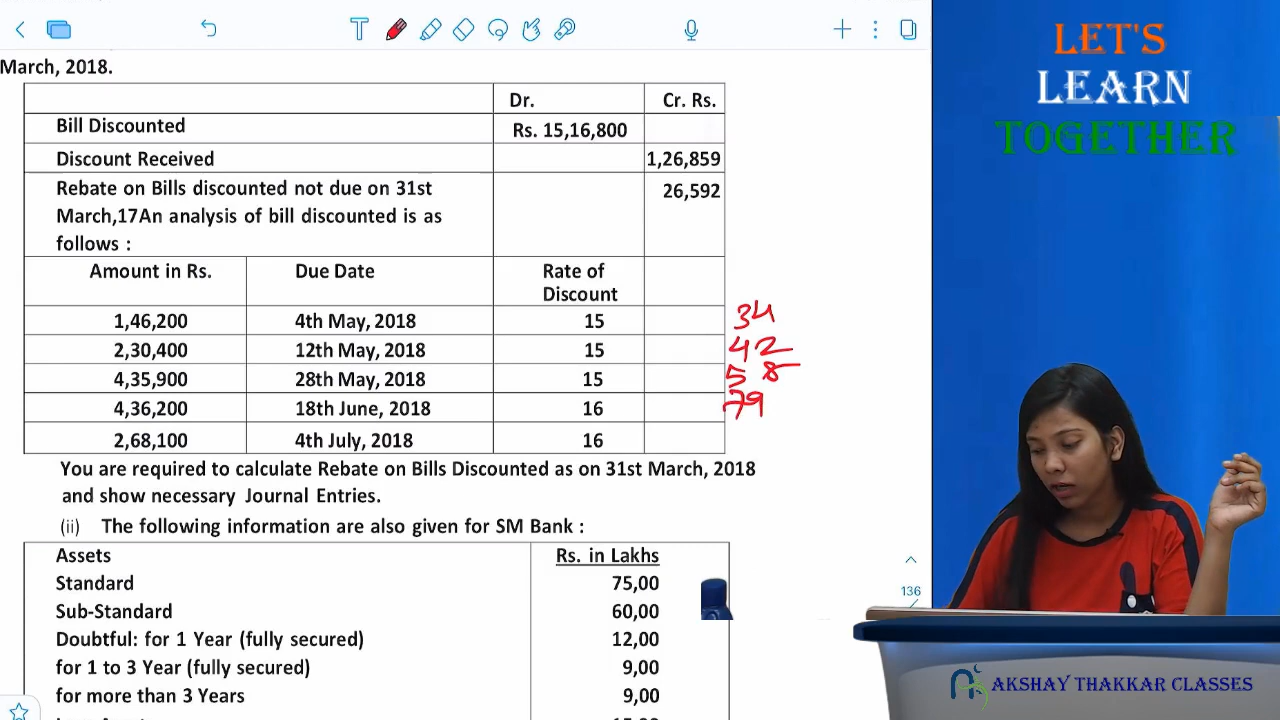 LET'S
LEARN
TOGETHER
T
March, 2018.
Dr. Cr. Rs.
Bill Discounted Rs. 15,16,800
Discount Received 1,26,859
Rebate on Bills discounted not due on 31st 26,592
March,17An analysis of bill discounted is as
follows :
Amount in Rs. Due Date Rate of
Discount
1,46,200 4th May, 2018 15 34
2,30,400 12th May, 2018 15 42
4,35,900 28th May, 2018 15 58
4,36,200 18th June, 2018 16 79
2,68,100 4th July, 2018 16
You are required to calculate Rebate on Bills Discounted as on 31st March, 2018
and show necessary Journal Entries.
(ii) The following information are also given for SM Bank :
Assets Rs. in Lakhs
Standard 75,00
Sub-Standard 60,00
Doubtful: for 1 Year (fully secured) 12,00
for 1 to 3 Year (fully secured) 9,00
for more than 3 Years 9,00
136
AKSHAY THAKKAR CLASSES